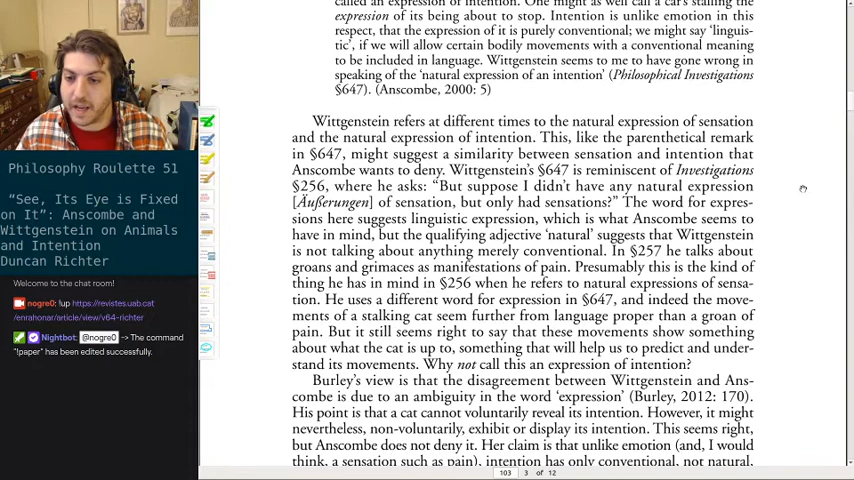 called an expression of intention. One might as well call a car's stalling the
expression of its being about to stop. Intention is unlike emotion in this
respect, that the expression of it is purely conventional; we might say 'linguis-
tic', if we will allow certain bodily movements with a conventional meaning
to be included in language. Wittgenstein seems to me to have gone wrong in
speaking of the 'natural expression of an intention' (Philosophical Investigations
§647). (Anscombe, 2000: 5)
Wittgenstein refers at different times to the natural expression of sensation
and the natural expression of intention. This, like the parenthetical remark
in §647, might suggest a similarity between sensation and intention that
Anscombe wants to deny. Wittgenstein's §647 is reminiscent of Investigations
§256, where he asks: "But suppose I didn't have any natural expression
[Äußerungen] of sensation, but only had sensations?" The word for expres-
sions here suggests linguistic expression, which is what Anscombe seems to
have in mind, but the qualifying adjective 'natural' suggests that Wittgenstein
is not talking about anything merely conventional. In §257 he talks about
groans and grimaces as manifestations of pain. Presumably this is the kind of
thing he has in mind in §256 when he refers to natural expressions of sensa-
tion. He uses a different word for expression in §647, and indeed the move-
ments of a stalking cat seem further from language proper than a groan of
pain. But it still seems right to say that these movements show something
about what the cat is up to, something that will help us to predict and under-
stand its movements. Why not call this an expression of intention?
Burley's view is that the disagreement between Wittgenstein and Ans-
combe is due to an ambiguity in the word 'expression' (Burley, 2012: 170).
His point is that a cat cannot voluntarily reveal its intention. However, it might
nevertheless, non-voluntarily, exhibit or display its intention. This seems right,
but Anscombe does not deny it. Her claim is that unlike emotion (and, I would
think, a sensation such as pain), intention has only conventional, not natural,
103 3 of 12
Philosophy Roulette 51
"See, Its Eye is Fixed
on It": Anscombe and
Wittgenstein on Animals
and Intention
Duncan Richter
Welcome to the chat room!
nogre0: !up https://revistes.uab.cat
/enrahonar/article/view/v64-richter
Nightbot: @nogre0 -> The command
"!paper" has been edited successfully.